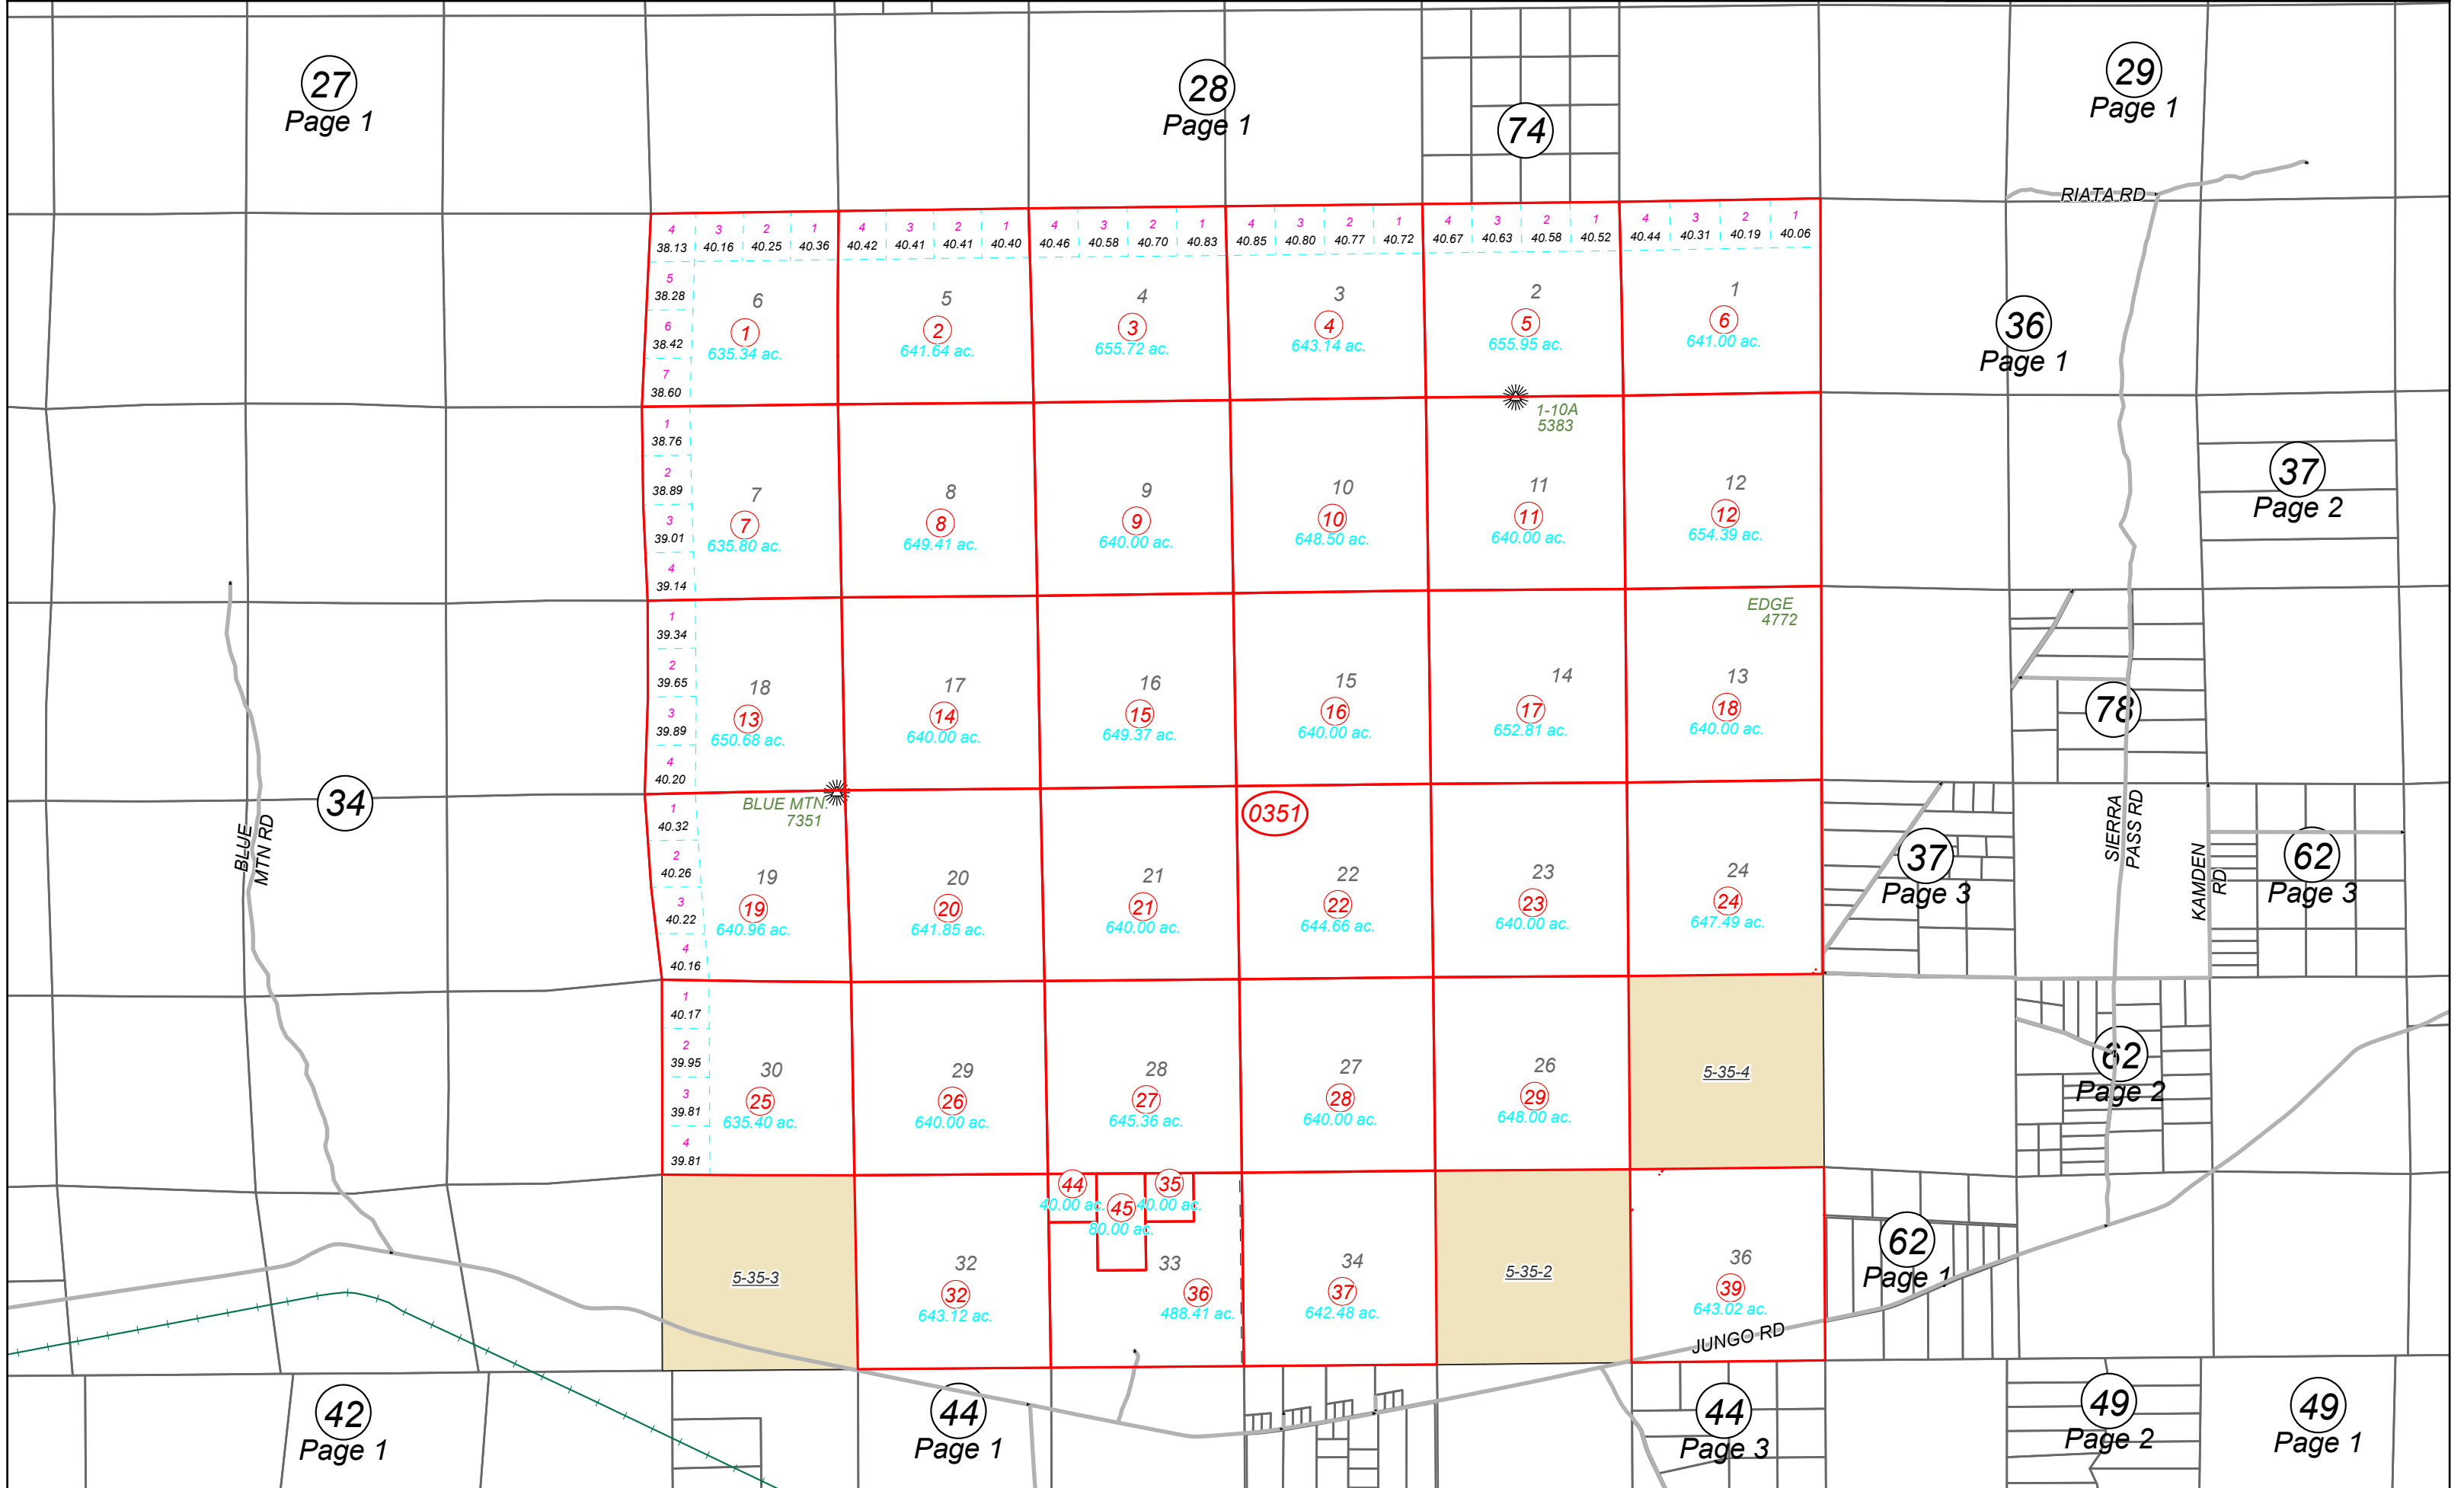 27
Page 1
28
Page 1
74
29
Page 1
RIATA RD
4 3 2 1 4 3 2 1 4 3 2 1 4 3 2 1 4 3 2 1 4 3 2 1
38.13 40.16 40.25 40.36 40.42 40.41 40.41 40.40 40.46 40.58 40.70 40.83 40.85 40.80 40.77 40.72 40.67 40.63 40.58 40.52 40.44 40.31 40.19 40.06
5
38.28
6
38.42
7
38.60
6
1
635.34 ac.
5
2
641.64 ac.
4
3
655.72 ac.
3
4
643.14 ac.
2
5
655.95 ac.
1
6
641.00 ac.
36
Page 1
1-10A
5383
1
38.76
2
38.89
3
39.01
4
39.14
7
7
635.80 ac.
8
8
649.41 ac.
9
9
640.00 ac.
10
10
648.50 ac.
11
11
640.00 ac.
12
12
654.39 ac.
37
Page 2
EDGE
4772
1
39.34
2
39.65
3
39.89
4
40.20
18
13
650.68 ac.
17
14
640.00 ac.
16
15
649.37 ac.
15
16
640.00 ac.
14
17
652.81 ac.
13
18
640.00 ac.
78
34
BLUE
MTN RD
BLUE MTN.
7351
0351
1
40.32
2
40.26
3
40.22
4
40.16
19
19
640.96 ac.
20
20
641.85 ac.
21
21
640.00 ac.
22
22
644.66 ac.
23
23
640.00 ac.
24
24
647.49 ac.
37
Page 3
SIERRA
PASS RD
KAMDEN
RD
62
Page 3
1
40.17
2
39.95
3
39.81
4
39.81
30
25
635.40 ac.
29
26
640.00 ac.
28
27
645.36 ac.
27
28
640.00 ac.
26
29
648.00 ac.
5-35-4
62
Page 2
5-35-3
32
32
643.12 ac.
44
40.00 ac.
45
80.00 ac.
35
40.00 ac.
33
36
488.41 ac.
34
37
642.48 ac.
5-35-2
36
39
643.02 ac.
JUNGO RD
62
Page 1
42
Page 1
44
Page 1
44
Page 3
49
Page 2
49
Page 1